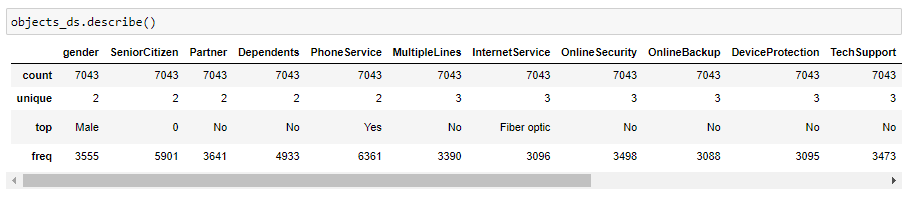 objects_ds.describe()
gender SeniorCitizen Partner Dependents PhoneService MultipleLines InternetService OnlineSecurity OnlineBackup DeviceProtection TechSupport
count 7043 7043 7043 7043 7043 7043 7043 7043 7043 7043 7043
unique 2 2 2 2 2 3 3 3 3 3 3
top Male 0 No No Yes No Fiber optic No No No No
freq 3555 5901 3641 4933 6361 3390 3096 3498 3088 3095 3473